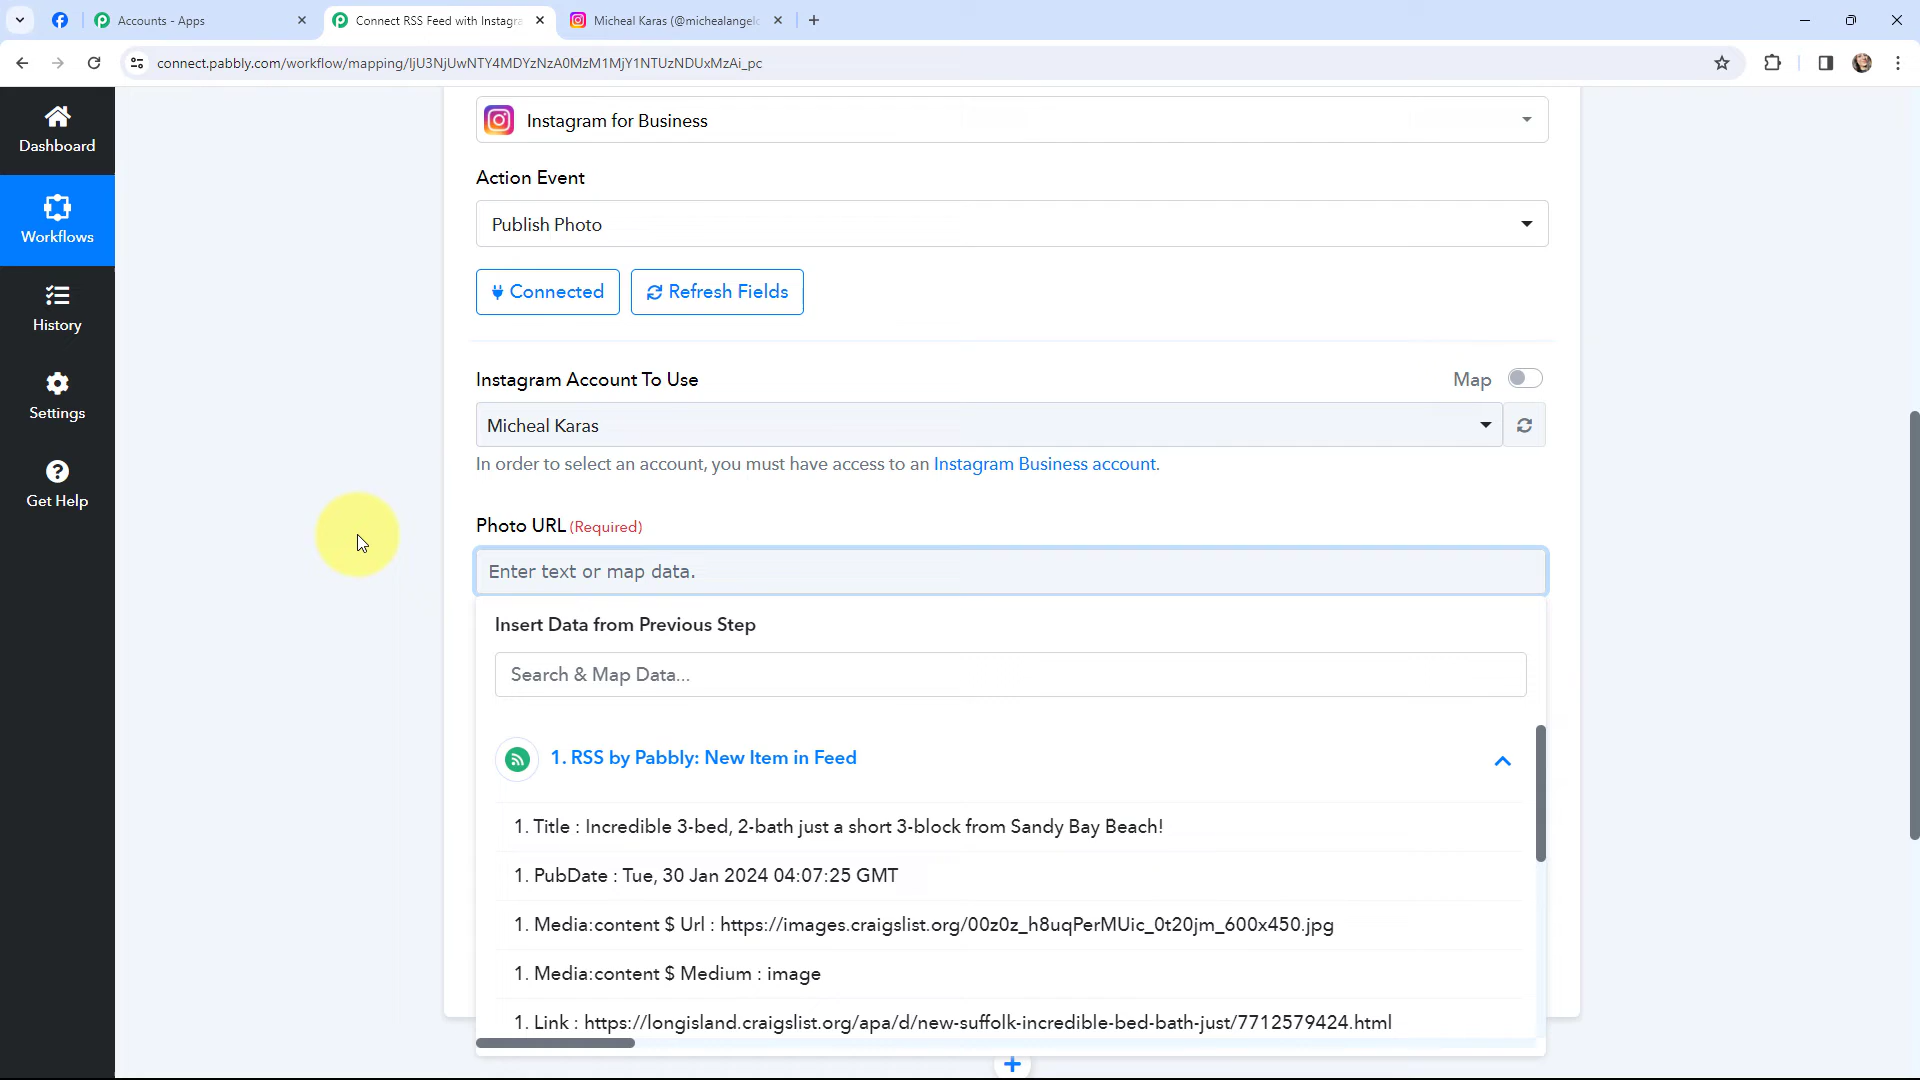 Accounts - Apps
Connect RSS Feed with Instagra
Micheal Karas (@michealangelo
connect.pabbly.com/workflow/mapping/IjU3NjUwNTY4MDYzNzA0MzM1MjY1NTUzNDUxMzAi_pc
Dashboard
Workflows
History
Settings
Get Help
Instagram for Business
Action Event
Publish Photo
Connected
Refresh Fields
Instagram Account To Use
Map
Micheal Karas
In order to select an account, you must have access to an Instagram Business account.
Photo URL (Required)
Enter text or map data.
Insert Data from Previous Step
Search & Map Data...
1. RSS by Pabbly: New Item in Feed
1. Title : Incredible 3-bed, 2-bath just a short 3-block from Sandy Bay Beach!
1. PubDate : Tue, 30 Jan 2024 04:07:25 GMT
1. Media:content $ Url : https://images.craigslist.org/00z0z_h8uqPerMUic_0t20jm_600x450.jpg
1. Media:content $ Medium : image
1. Link : https://longisland.craigslist.org/apa/d/new-suffolk-incredible-bed-bath-just/7712579424.html